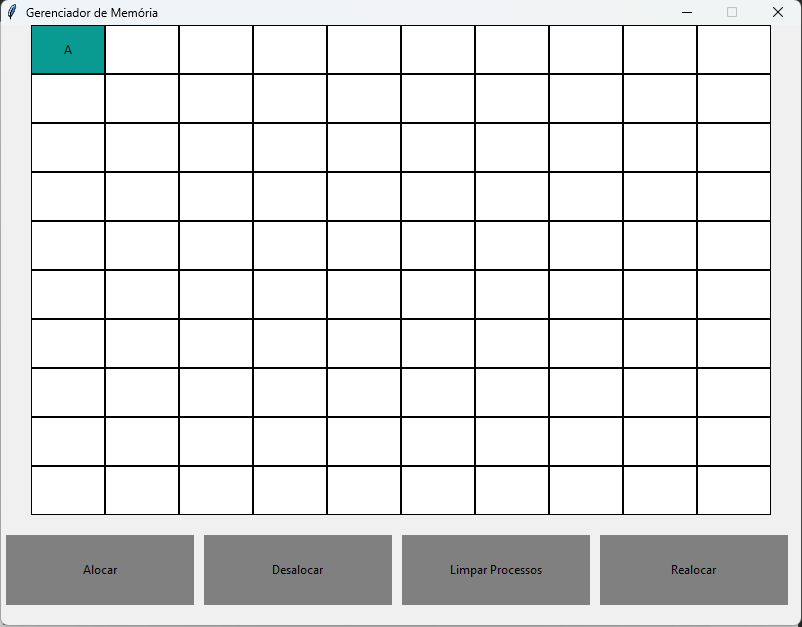 Gerenciador de Memória
A
Alocar
Desalocar
Limpar Processos
Realocar